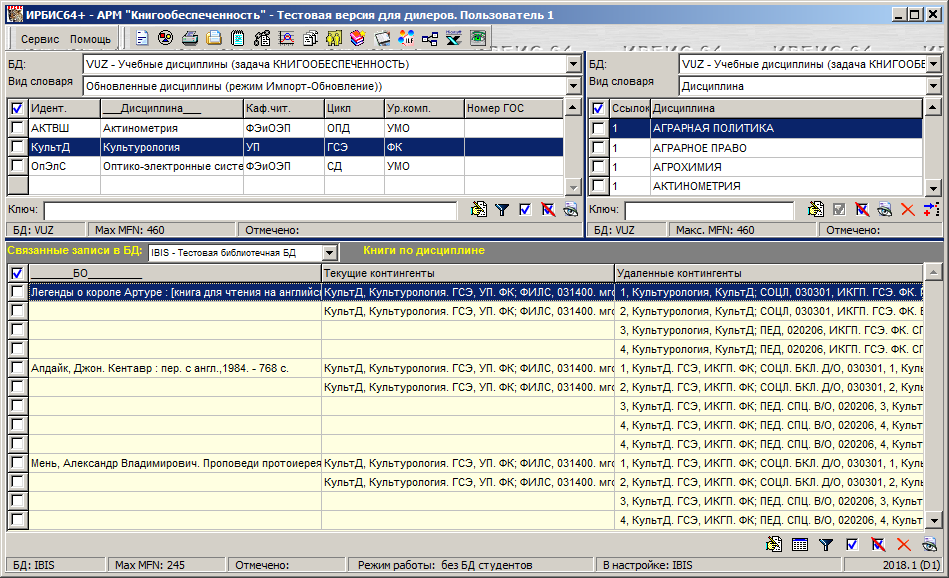 ИРБИС64+ - АРМ "Книгообеспеченность" - Тестовая версия для дилеров. Пользователь 1
Сервис Помощь
БД: VUZ - Учебные дисциплины (задача КНИГООБЕСПЕЧЕННОСТЬ)
Вид словаря Обновленные дисциплины (режим Импорт-Обновление))
Идент. ___Дисциплина___ Каф.чит. Цикл Ур.комп. Номер ГОС
АКТВШ Актинометрия ФЭиОЭП ОПД УМО
КультД Культурология УП ГСЭ ФК
ОпЭлС Оптико-электронные систе ФЭиОЭП СД УМО
Ключ:
БД: VUZ Max MFN: 460 Отмечено:
БД: VUZ - Учебные дисциплины (задача КНИГООБЕ
Вид словаря Дисциплина
Ссылок Дисциплина
1 АГРАРНАЯ ПОЛИТИКА
1 АГРАРНОЕ ПРАВО
1 АГРОХИМИЯ
1 АКТИНОМЕТРИЯ
Ключ:
БД: VUZ Макс. MFN: 460 Отмечено:
Связанные записи в БД: IBIS - Тестовая библиотечная БД Книги по дисциплине
______БО________ Текущие контингенты Удаленные контингенты
Легенды о короле Артуре : [книга для чтения на английс КультД, Культурология. ГСЭ, УП. ФК; ФИЛС, 031400. мго 1, Культурология, КультД; СОЦЛ, 030301, ИКГП. ГСЭ. ФК.
КультД, Культурология. ГСЭ, УП. ФК; ФИЛС, 031400. мго 2, Культурология, КультД; СОЦЛ, 030301, ИКГП. ГСЭ. ФК. В
3, Культурология, КультД; ПЕД, 020206, ИКГП. ГСЭ. ФК. СП
4, Культурология, КультД; ПЕД, 020206, ИКГП. ГСЭ. ФК. СП
Апдайк, Джон. Кентавр : пер. с англ.,1984. - 768 с. КультД, Культурология. ГСЭ, УП. ФК; ФИЛС, 031400. мго 1, КультД. ГСЭ, ИКГП. ФК; СОЦЛ. БКЛ. Д/О, 030301, 1, Куль
КультД, Культурология. ГСЭ, УП. ФК; ФИЛС, 031400. мго 2, КультД. ГСЭ, ИКГП. ФК; СОЦЛ. БКЛ. Д/О, 030301, 2, Куль
3, КультД. ГСЭ, ИКГП. ФК; ПЕД. СПЦ. В/О, 020206, 3, Культ
4, КультД. ГСЭ, ИКГП. ФК; ПЕД. СПЦ. В/О, 020206, 4, Культ
4, КультД. ГСЭ, ИКГП. ФК; ПЕД. СПЦ. В/О, 020206, 4, Культ
Мень, Александр Владимирович. Проповеди протоиерея КультД, Культурология. ГСЭ, УП. ФК; ФИЛС, 031400. мго 1, КультД. ГСЭ, ИКГП. ФК; СОЦЛ. БКЛ. Д/О, 030301, 1, Куль
КультД, Культурология. ГСЭ, УП. ФК; ФИЛС, 031400. мго 2, КультД. ГСЭ, ИКГП. ФК; СОЦЛ. БКЛ. Д/О, 030301, 2, Куль
3, КультД. ГСЭ, ИКГП. ФК; ПЕД. СПЦ. В/О, 020206, 3, Культ
4, КультД. ГСЭ, ИКГП. ФК; ПЕД. СПЦ. В/О, 020206, 4, Культ
БД: IBIS Max MFN: 245 Отмечено: Режим работы: без БД студентов В настройке: IBIS 2018.1 (D1)